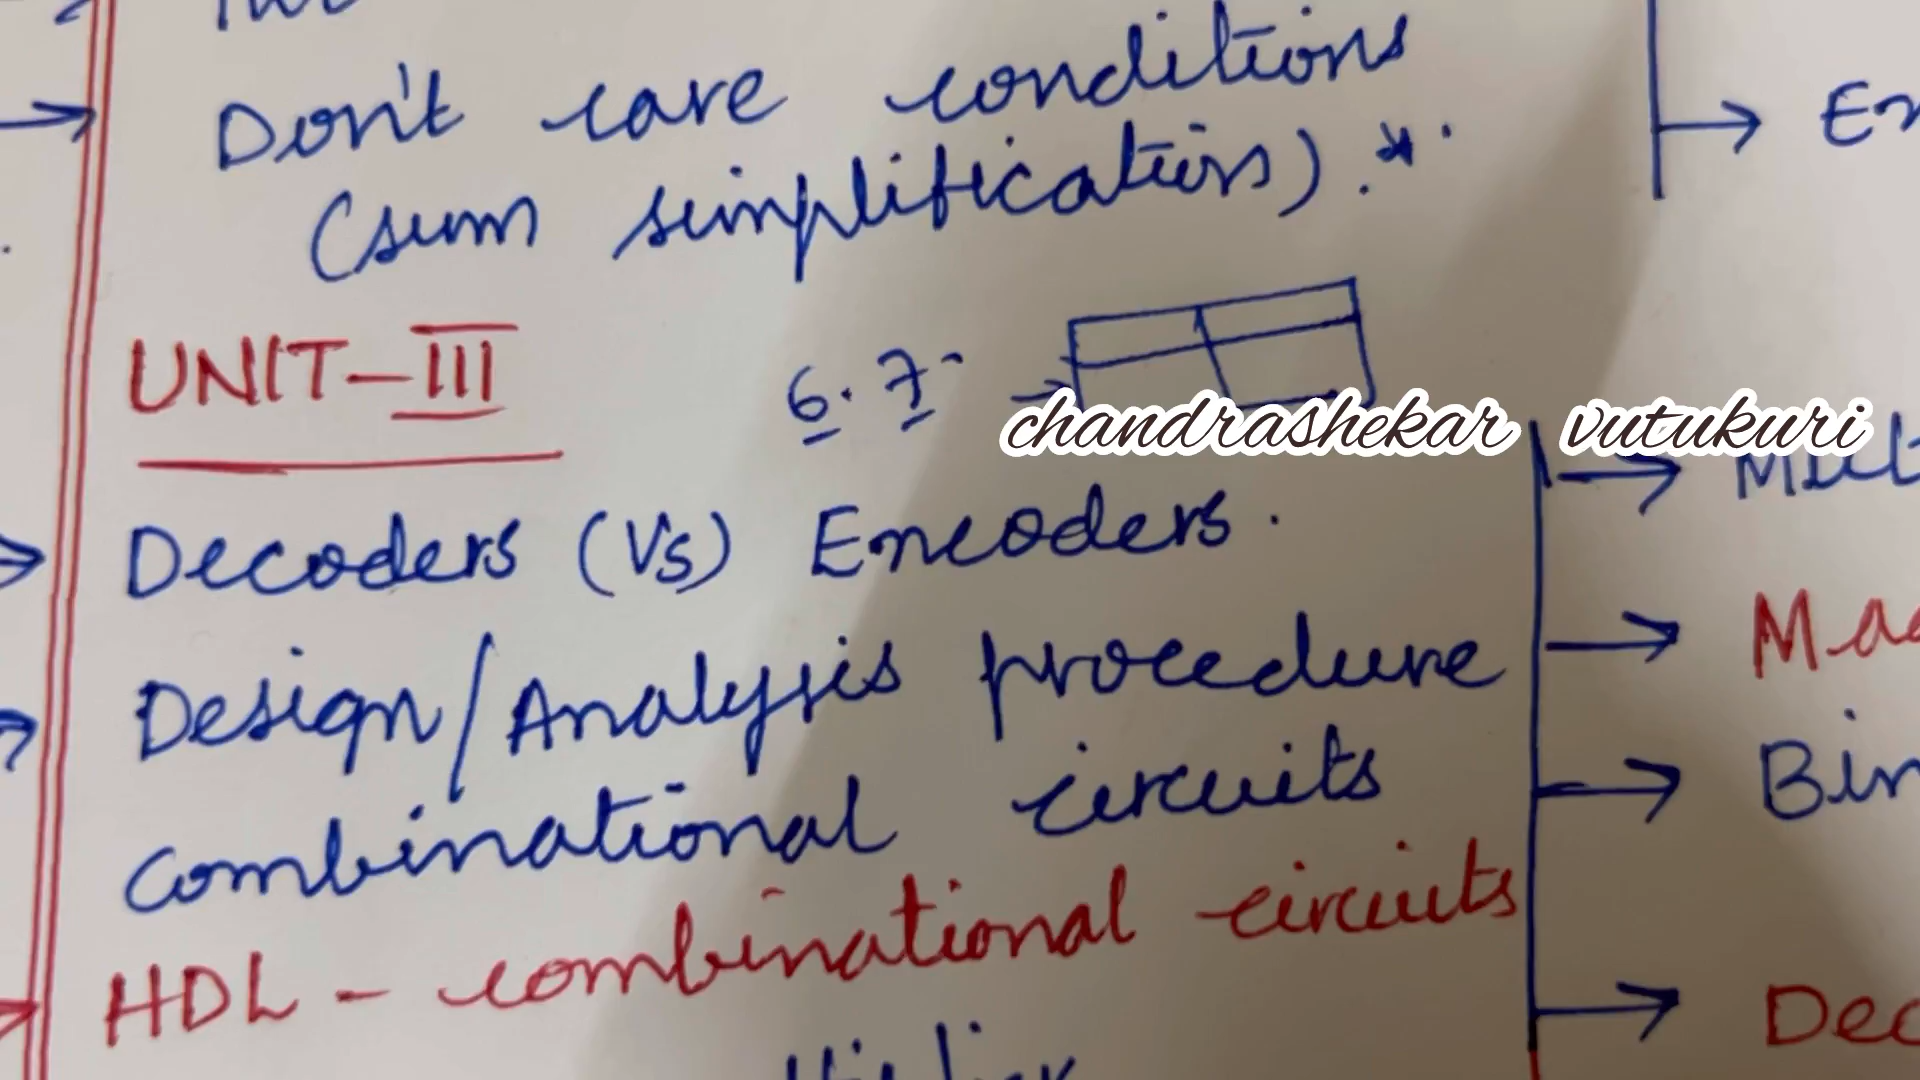 Don't care conditions
(sum simplifications). *.
UNIT-III
6. 7.
chandrashekar vutukuri
Decoders (Vs) Encoders.
Design/Analysis procedure
combinational circuits
HDL - combinational circuits